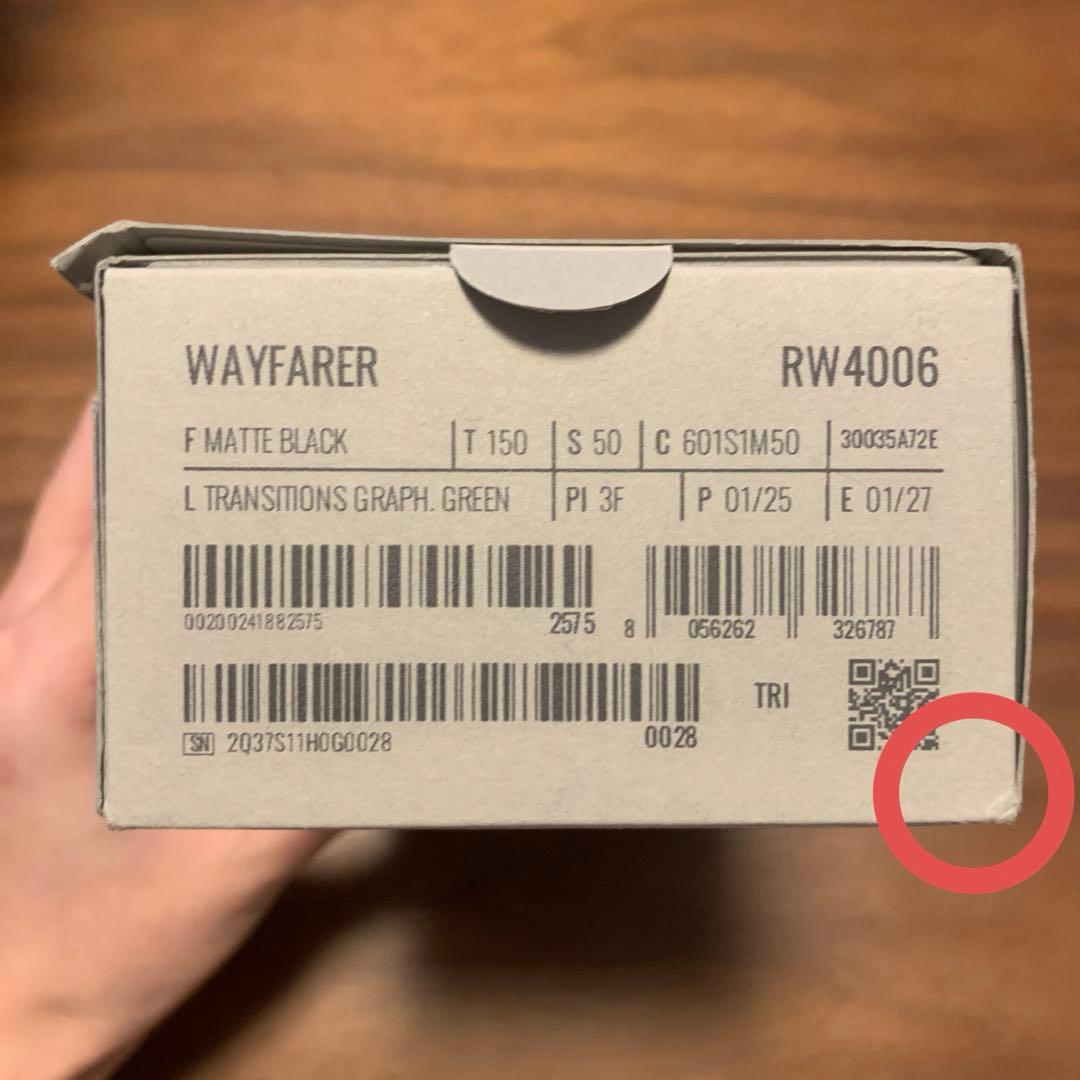 WAYFARER RW4006
F MATTE BLACK T 150 S 50 C 601S1M50 30035A72E
L TRANSITIONS GRAPH. GREEN PI 3F P 01/25 E 01/27
00200241882575 2575 8 056262 326787
TRI
SN 2Q37S11H0G0028 0028